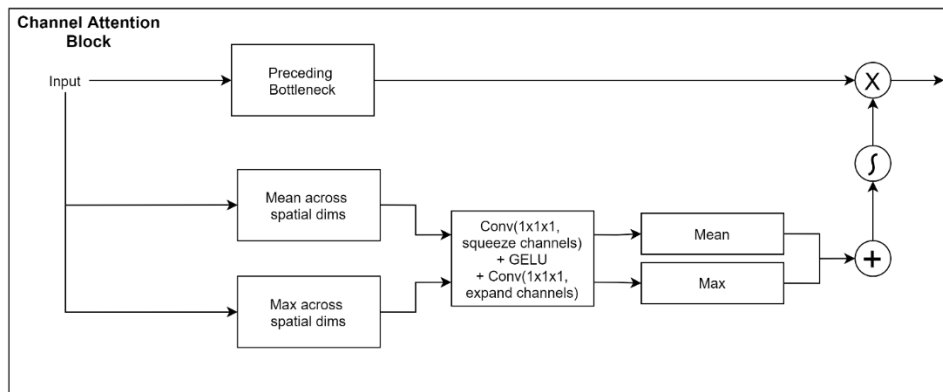 Channel Attention
Block
Input
Preceding
Bottleneck
X
Mean across
spatial dims
Conv(1x1x1,
squeeze channels)
+ GELU
+ Conv(1x1x1,
expand channels)
Mean
∫
+
Max across
spatial dims
Max